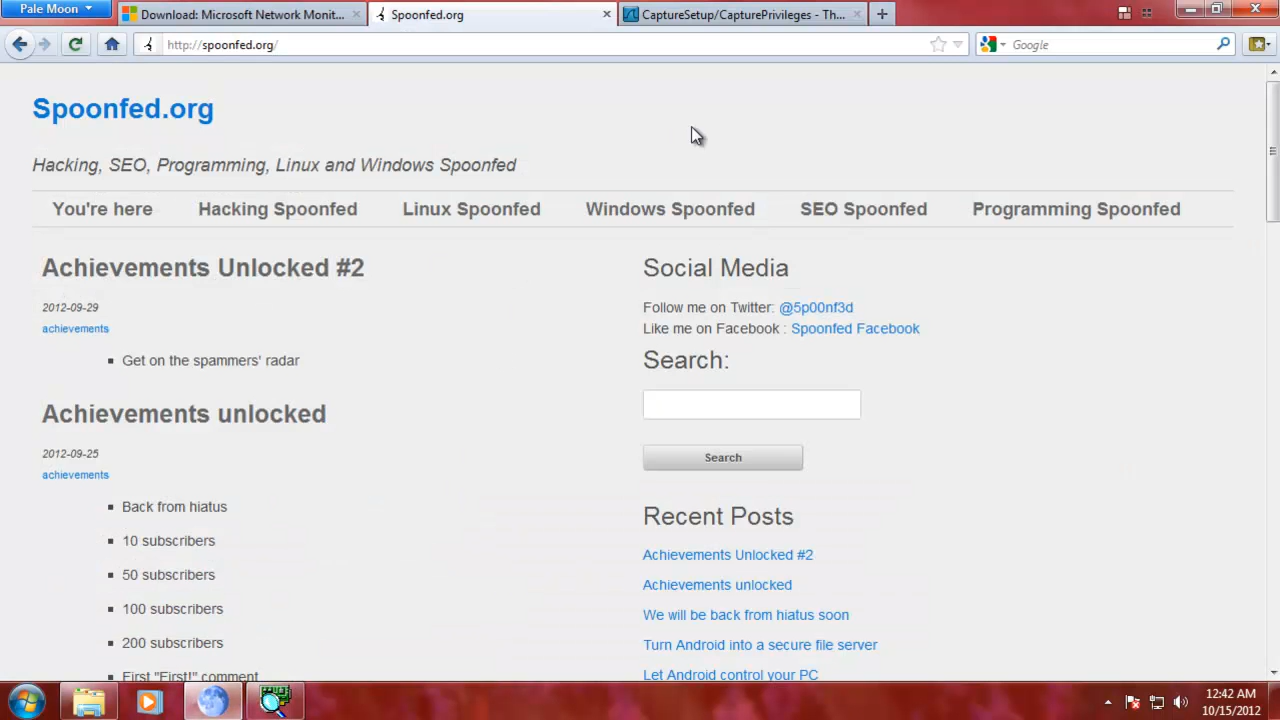 Pale Moon
Download: Microsoft Network Monit...
Spoonfed.org
CaptureSetup/CapturePrivileges - Th...
http://spoonfed.org/
Google
Spoonfed.org
Hacking, SEO, Programming, Linux and Windows Spoonfed
You're here
Hacking Spoonfed
Linux Spoonfed
Windows Spoonfed
SEO Spoonfed
Programming Spoonfed
Achievements Unlocked #2
2012-09-29
achievements
Get on the spammers' radar
Achievements unlocked
2012-09-25
achievements
Back from hiatus
10 subscribers
50 subscribers
100 subscribers
200 subscribers
First "First!" comment
Social Media
Follow me on Twitter: @5p00nf3d
Like me on Facebook : Spoonfed Facebook
Search:
Search
Recent Posts
Achievements Unlocked #2
Achievements unlocked
We will be back from hiatus soon
Turn Android into a secure file server
Let Android control your PC
12:42 AM
10/15/2012